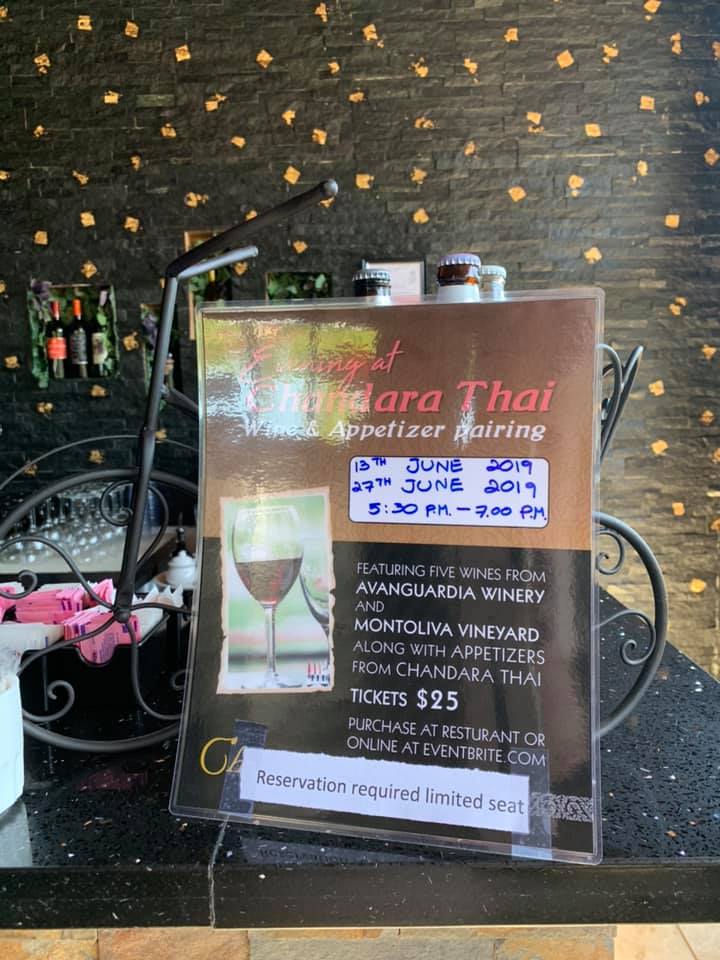 Evening at
Chandara Thai
Wine & Appetizer pairing
13TH JUNE 2019
27TH JUNE 2019
5:30 P.M. - 7.00 P.M.
FEATURING FIVE WINES FROM
AVANGUARDIA WINERY
AND
MONTOLIVA VINEYARD
ALONG WITH APPETIZERS
FROM CHANDARA THAI
TICKETS $25
PURCHASE AT RESTURANT OR
ONLINE AT EVENTBRITE.COM
Reservation required limited seat